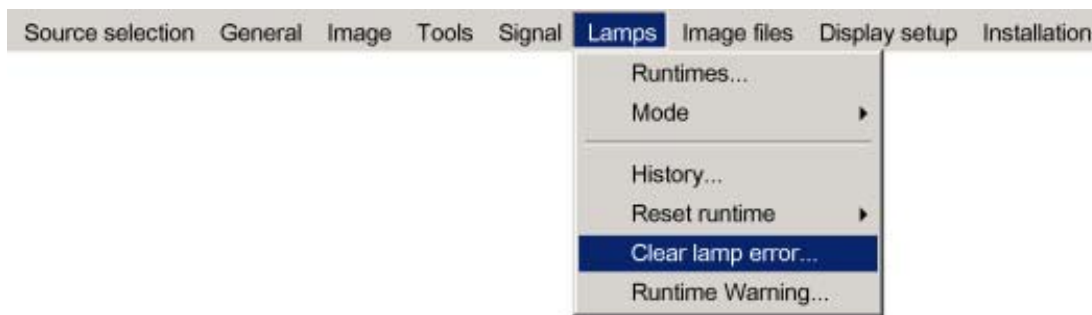 Source selection General Image Tools Signal Lamps Image files Display setup Installation
Runtimes...
Mode
History...
Reset runtime
Clear lamp error...
Runtime Warning...